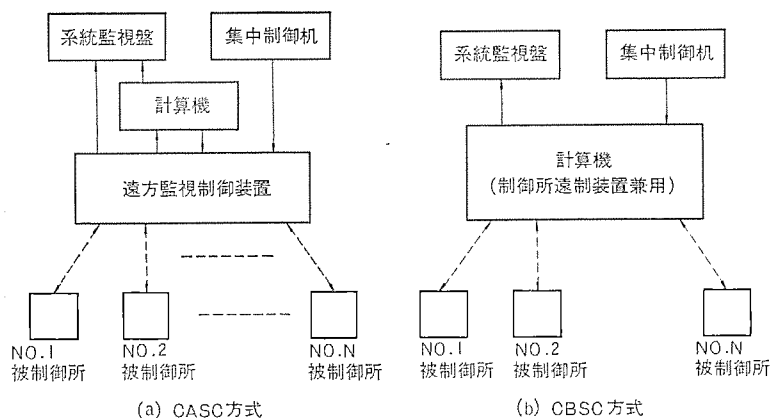 系統監視盤
集中制御机
計算機
遠方監視制御装置
NO.1
被制御所
NO.2
被制御所
NO.N
被制御所
(a) CASC方式
系統監視盤
集中制御机
計算機
(制御所遠制装置兼用)
NO.1
被制御所
NO.2
被制御所
NO.N
被制御所
(b) CBSC方式